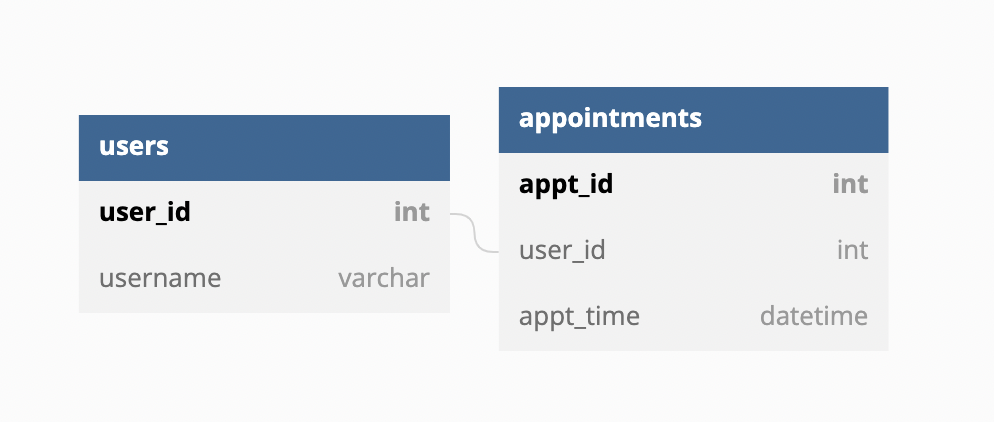 users
user_id int
username varchar
appointments
appt_id int
user_id int
appt_time datetime